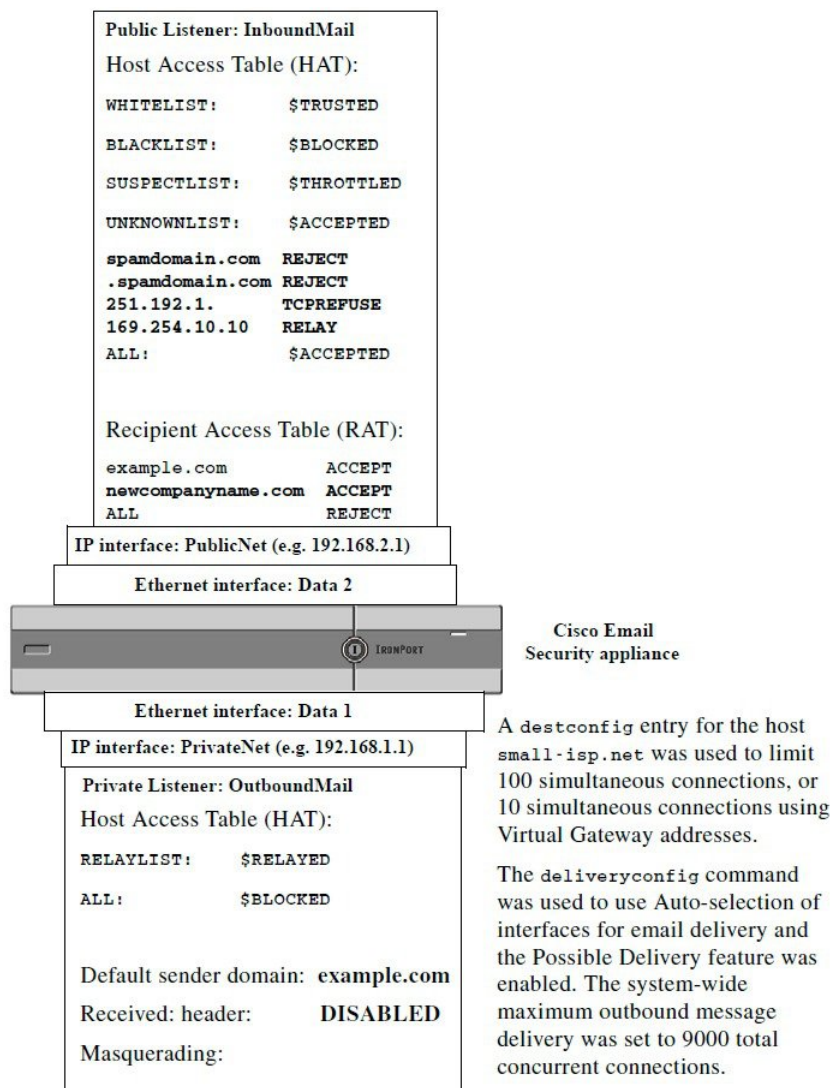 Public Listener: InboundMail
Host Access Table (HAT):
WHITELIST: $TRUSTED
BLACKLIST: $BLOCKED
SUSPECTLIST: $THROTTLED
UNKNOWNLIST: $ACCEPTED
spamdomain.com REJECT
.spamdomain.com REJECT
251.192.1. TCPREFUSE
169.254.10.10 RELAY
ALL: $ACCEPTED
Recipient Access Table (RAT):
example.com ACCEPT
newcompanyname.com ACCEPT
ALL REJECT
IP interface: PublicNet (e.g. 192.168.2.1)
Ethernet interface: Data 2
IRONPORT
Cisco Email
Security appliance
Ethernet interface: Data 1
IP interface: PrivateNet (e.g. 192.168.1.1)
Private Listener: OutboundMail
Host Access Table (HAT):
RELAYLIST: $RELAYED
ALL: $BLOCKED
Default sender domain: example.com
Received: header: DISABLED
Masquerading:
A destconfig entry for the host
small-isp.net was used to limit
100 simultaneous connections, or
10 simultaneous connections using
Virtual Gateway addresses.
The deliveryconfig command
was used to use Auto-selection of
interfaces for email delivery and
the Possible Delivery feature was
enabled. The system-wide
maximum outbound message
delivery was set to 9000 total
concurrent connections.